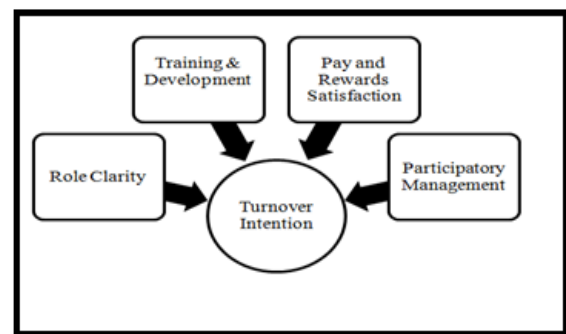 Training &
Development
Pay and
Rewards
Satisfaction
Role Clarity
Participatory
Management
Turnover
Intention